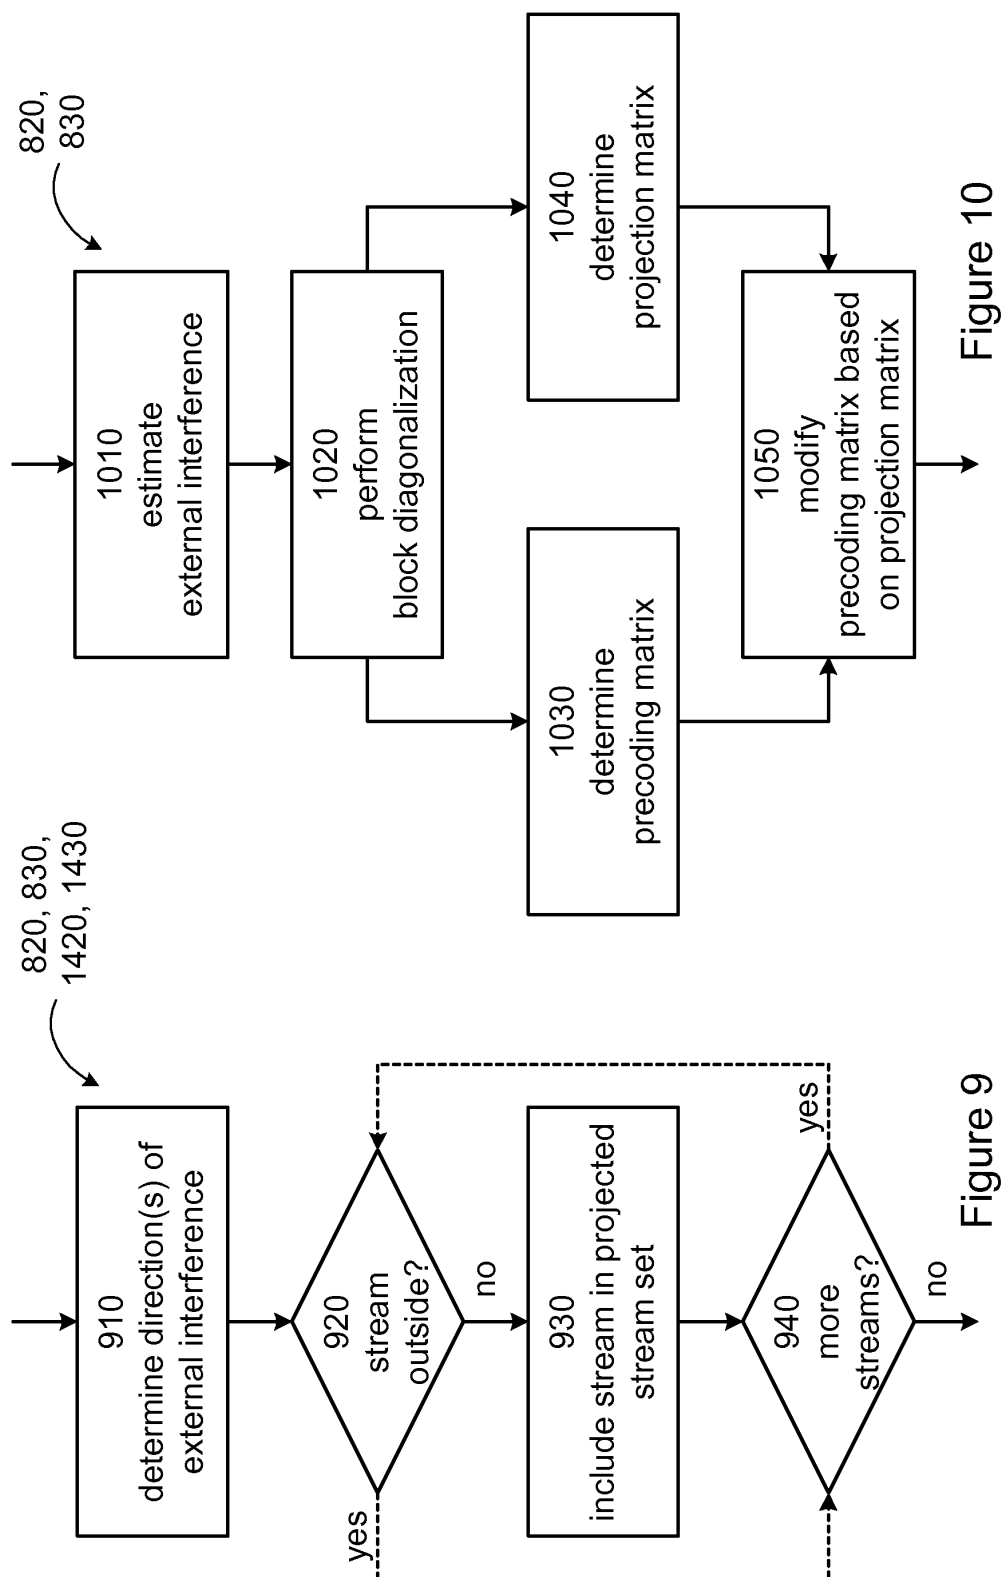 820, 830,
1420, 1430
910
determine direction(s) of
external interference
920
stream
outside?
yes
no
930
include stream in projected
stream set
940
more
streams?
yes
no
Figure 9
820,
830
1010
estimate
external interference
1020
perform
block diagonalization
1030
determine
precoding matrix
1040
determine
projection matrix
1050
modify
precoding matrix based
on projection matrix
Figure 10